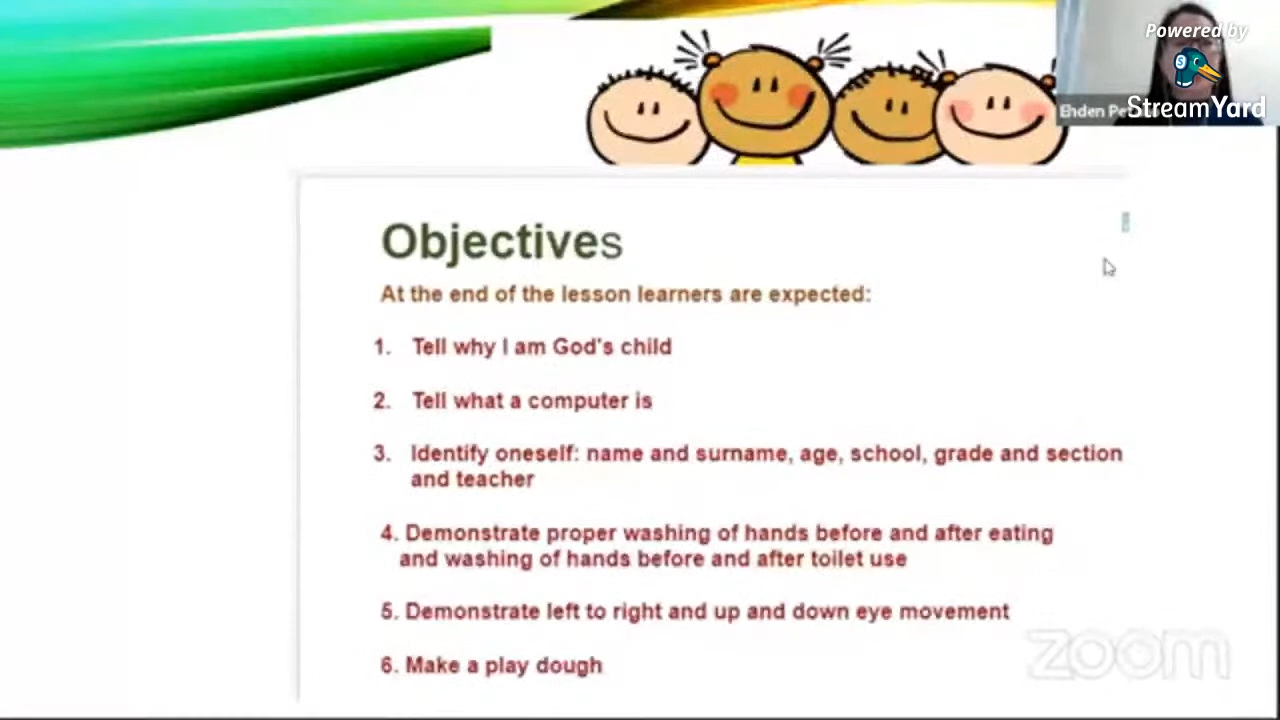 Powered by
StreamYard
Ehden
Objectives
At the end of the lesson learners are expected:
1. Tell why I am God's child
2. Tell what a computer is
3. Identify oneself: name and surname, age, school, grade and section
and teacher
4. Demonstrate proper washing of hands before and after eating
and washing of hands before and after toilet use
5. Demonstrate left to right and up and down eye movement
6. Make a play dough
zoom